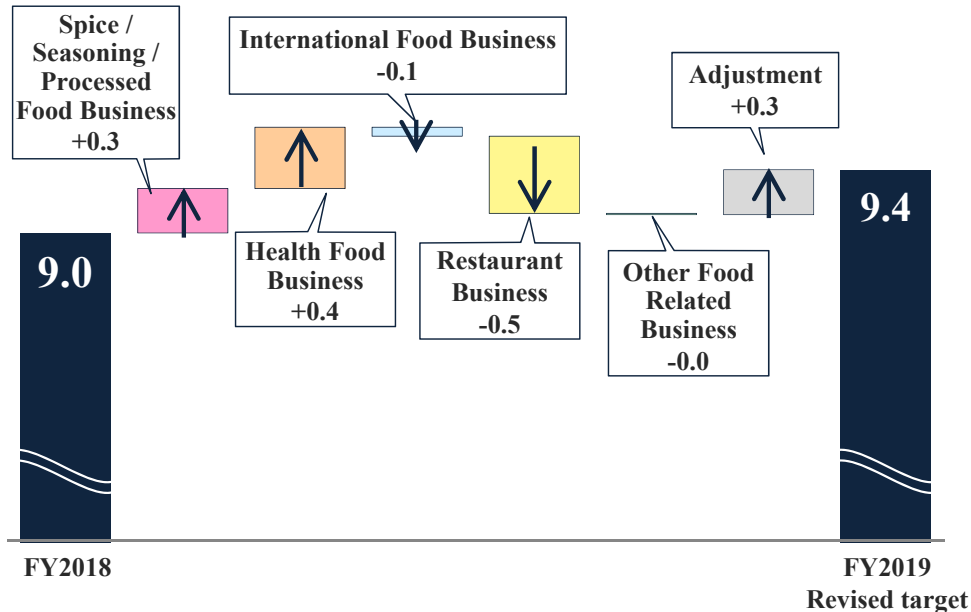 Spice /
Seasoning /
Processed
Food Business
+0.3
International Food Business
-0.1
Adjustment
+0.3
9.0
Health Food
Business
+0.4
Restaurant
Business
-0.5
Other Food
Related
Business
-0.0
9.4
FY2018
FY2019
Revised target